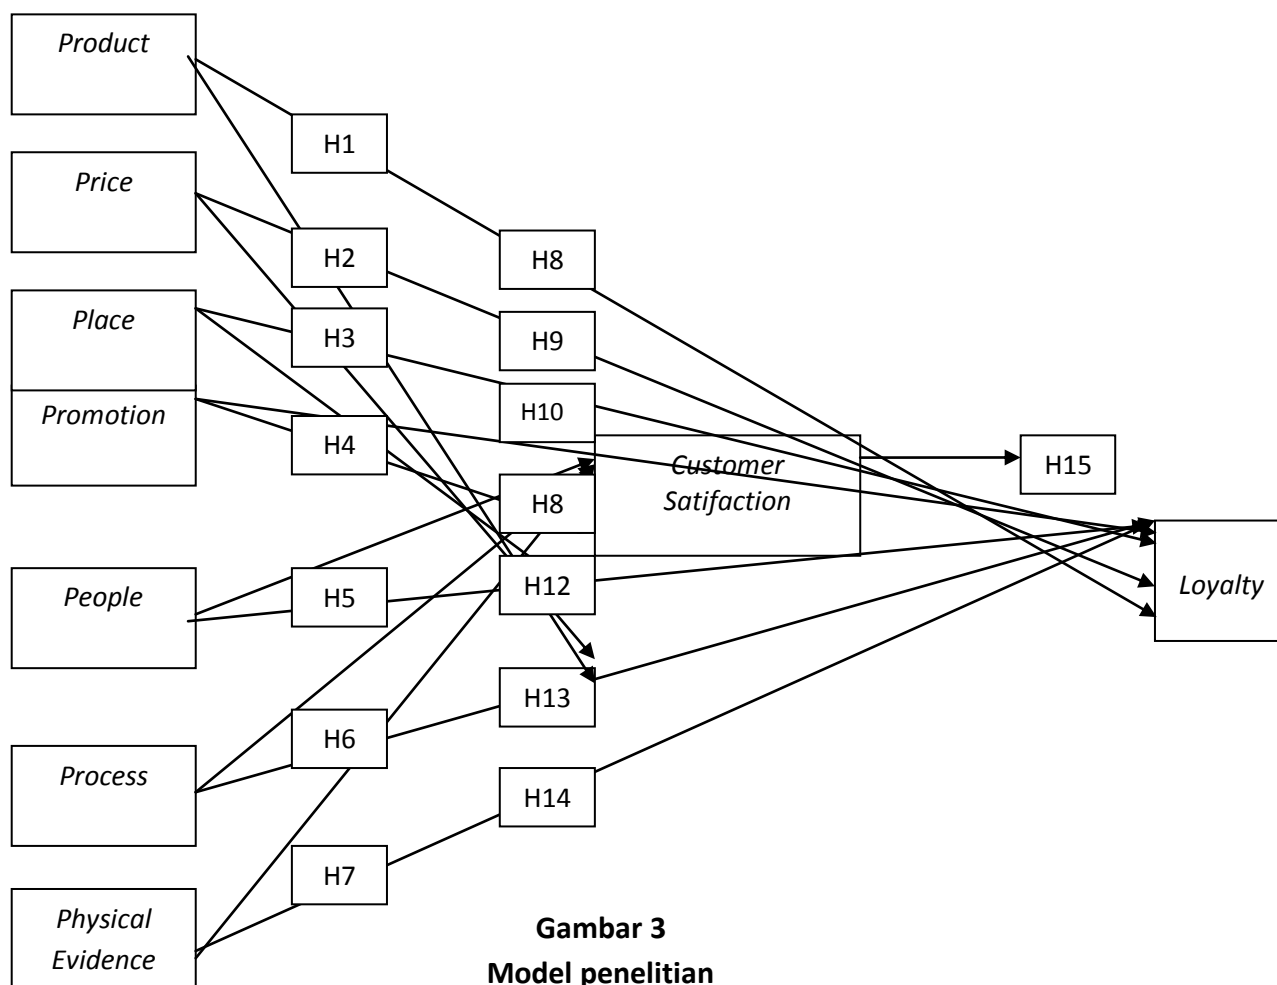 Product
H1
Price
H2
H8
Place
H3
H9
Promotion
H10
H4
Customer
Satifaction
H15
H8
People
H5
H12
Loyalty
H13
Process
H6
H14
H7
Physical
Evidence
Gambar 3
Model penelitian